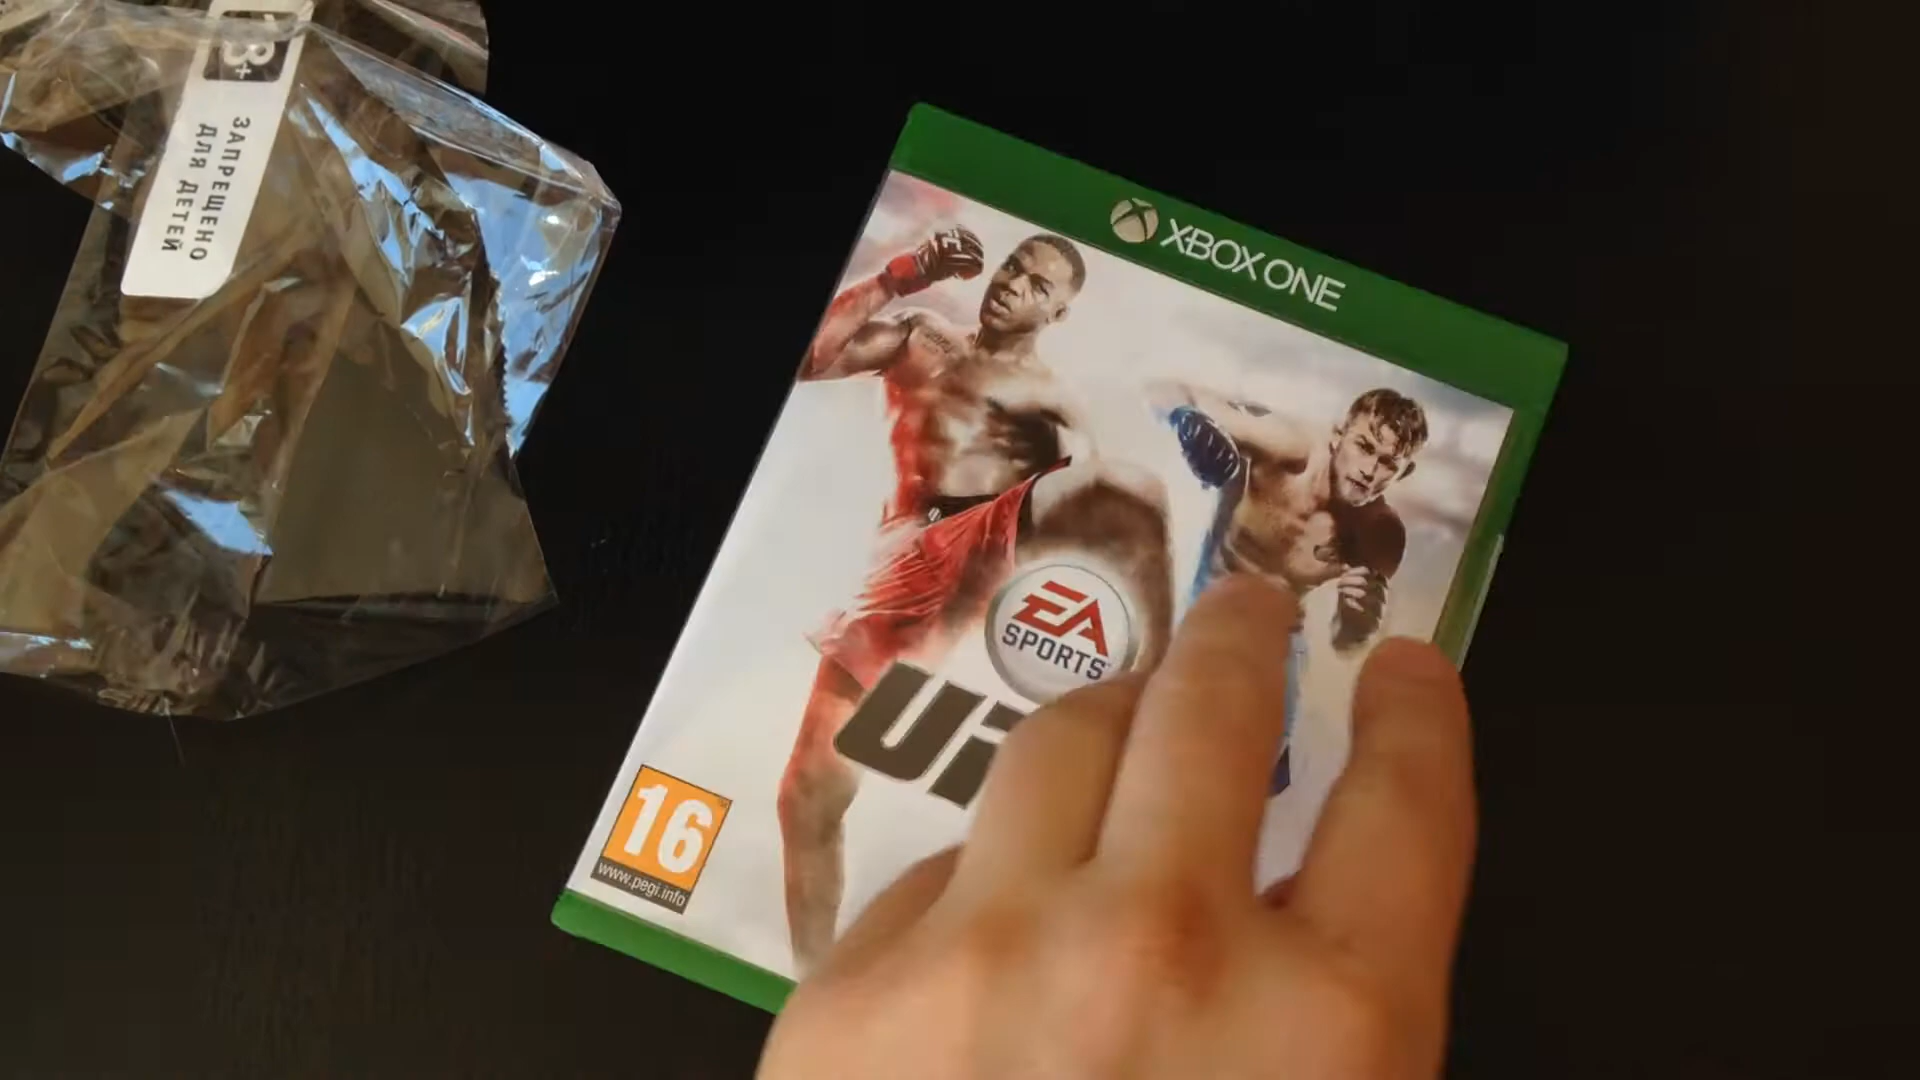 18+
ЗАПРЕЩЕНО
ДЛЯ ДЕТЕЙ
XBOX ONE
EA
SPORTS
16
www.pegi.info